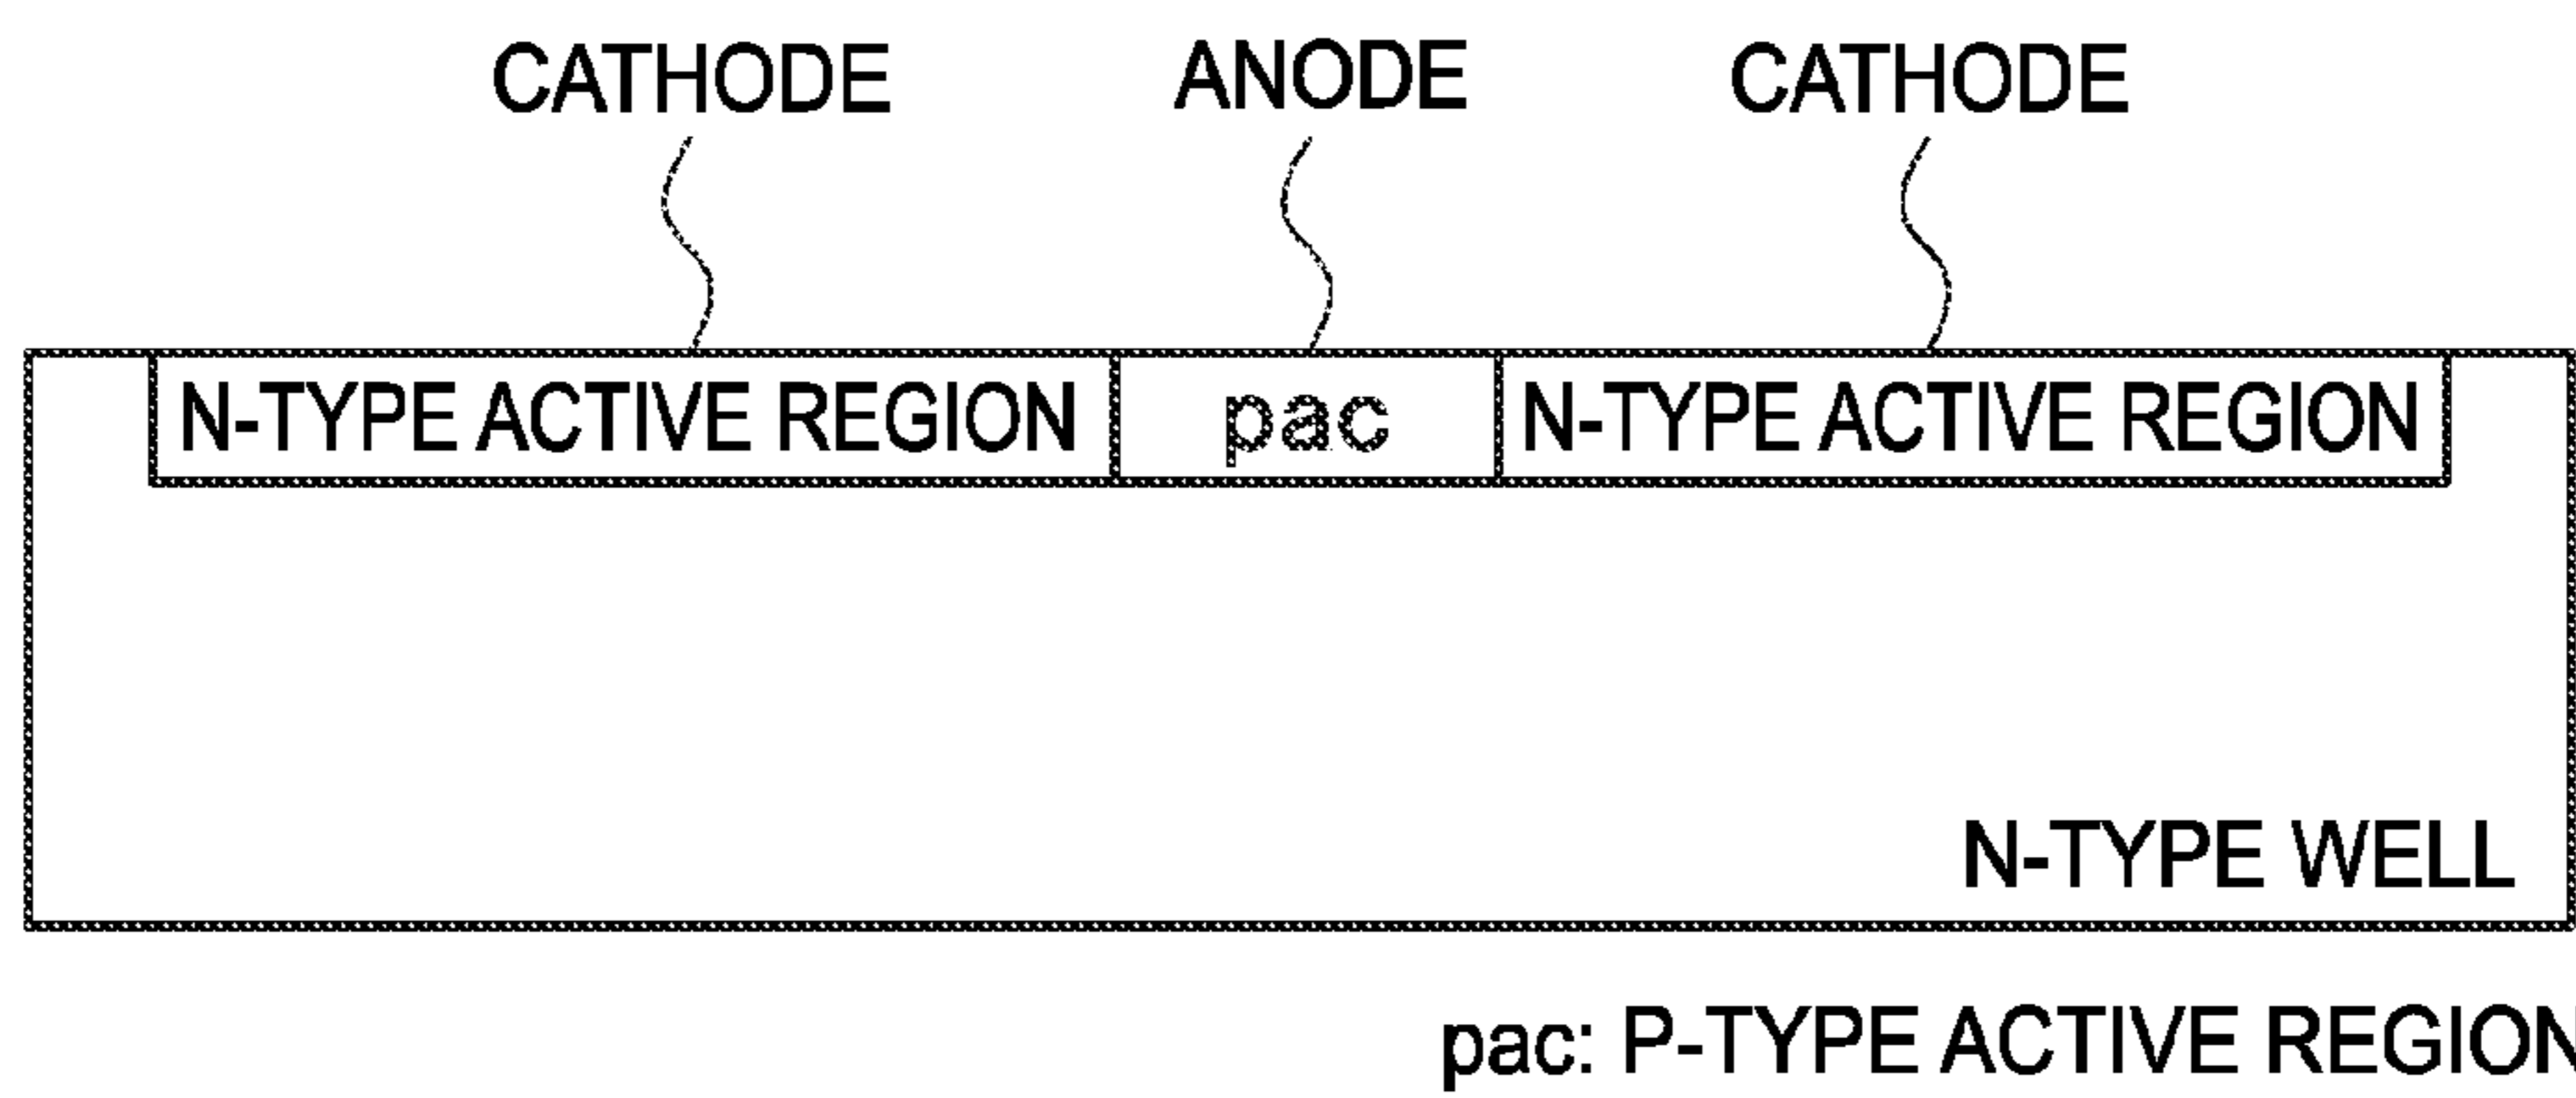 CATHODE ANODE CATHODE
N-TYPE ACTIVE REGION pac N-TYPE ACTIVE REGION
N-TYPE WELL
pac: P-TYPE ACTIVE REGION